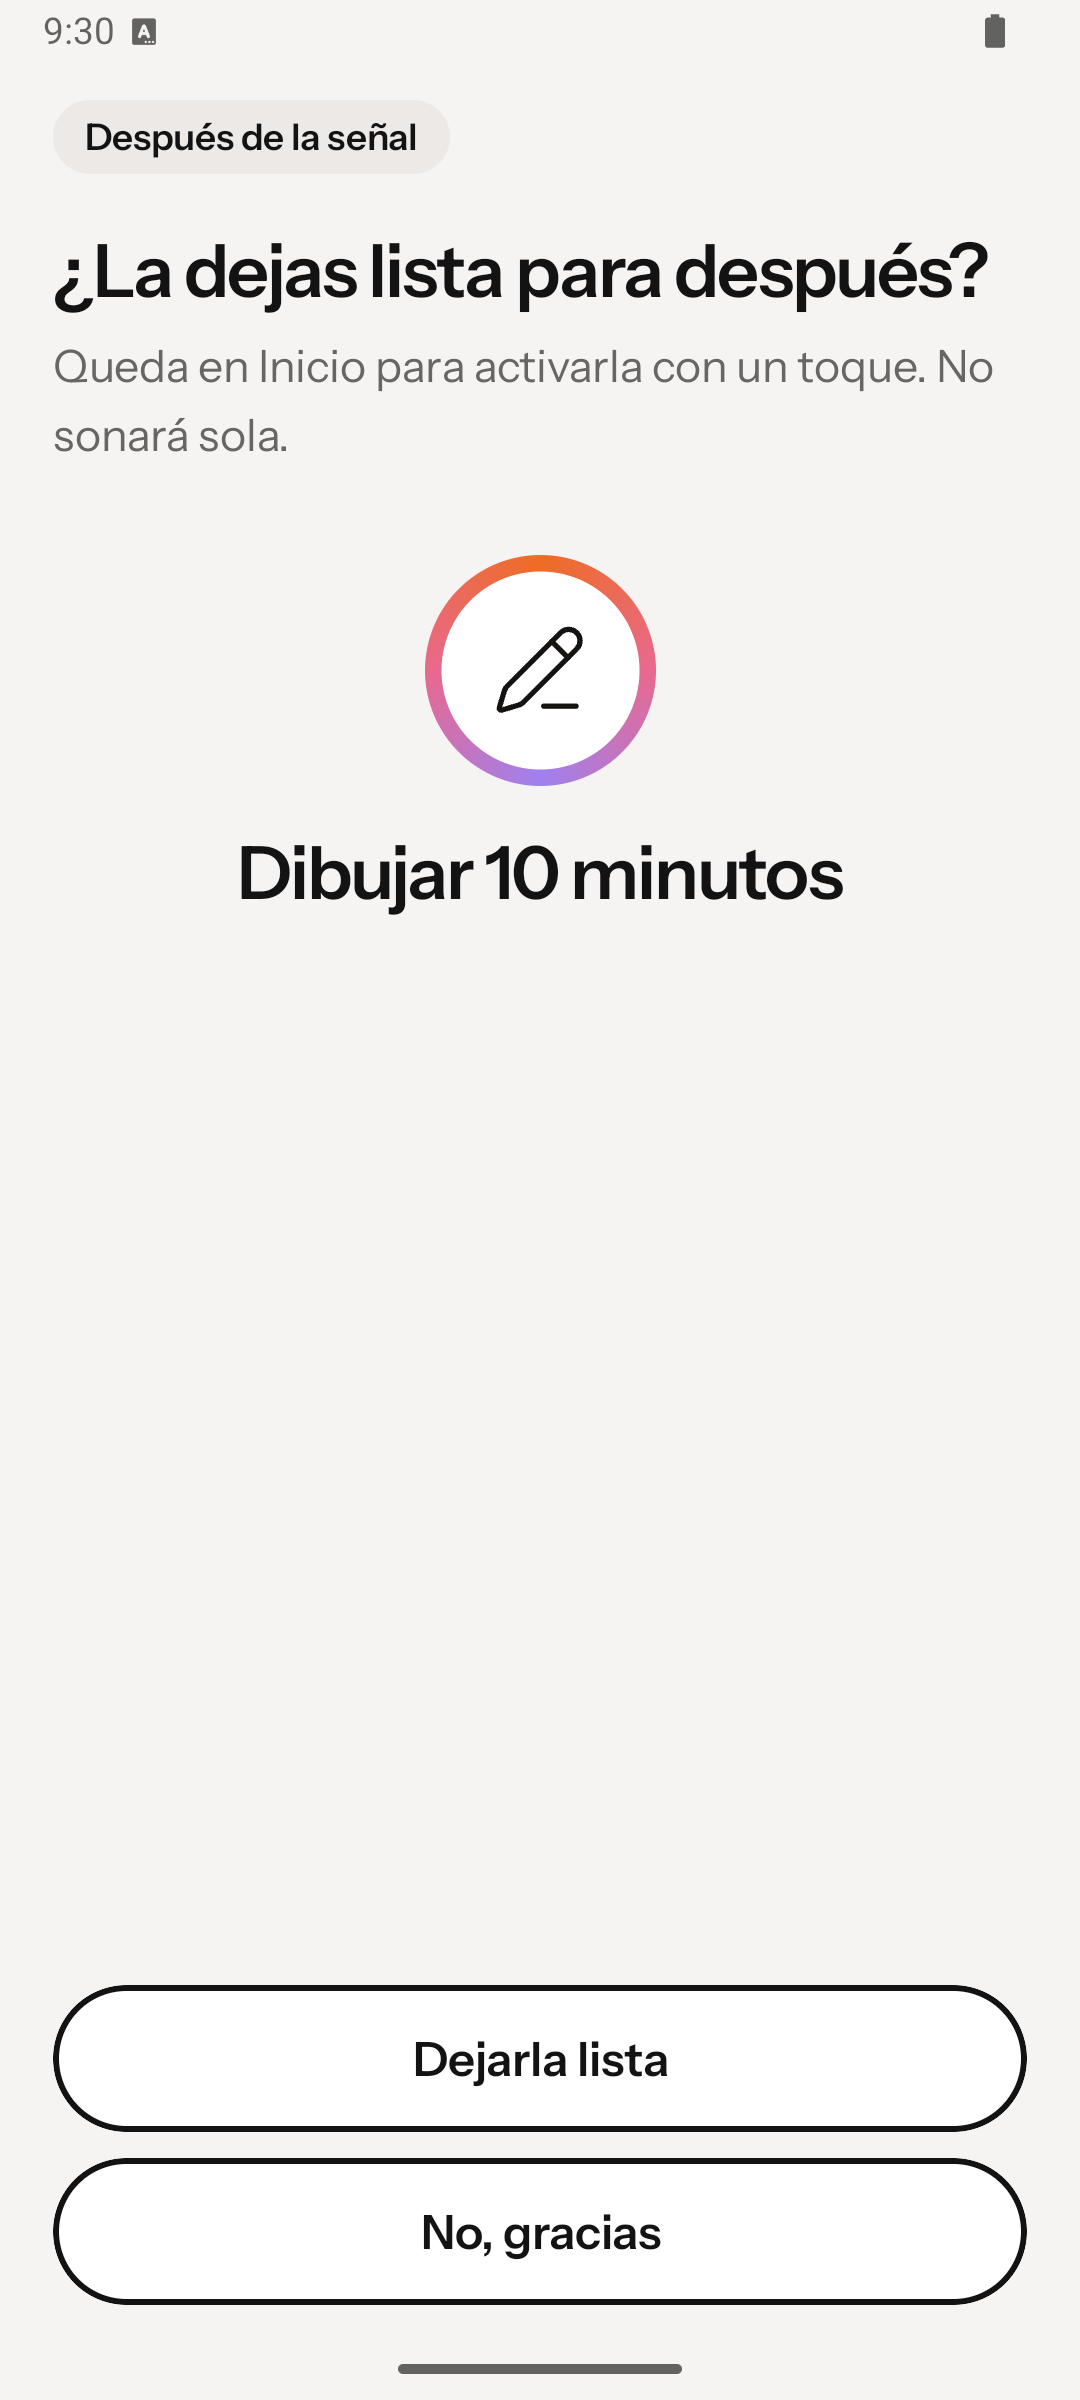 9:30
Después de la señal
¿La dejas lista para después?
Queda en Inicio para activarla con un toque. No
sonará sola.
Dibujar 10 minutos
Dejarla lista
No, gracias